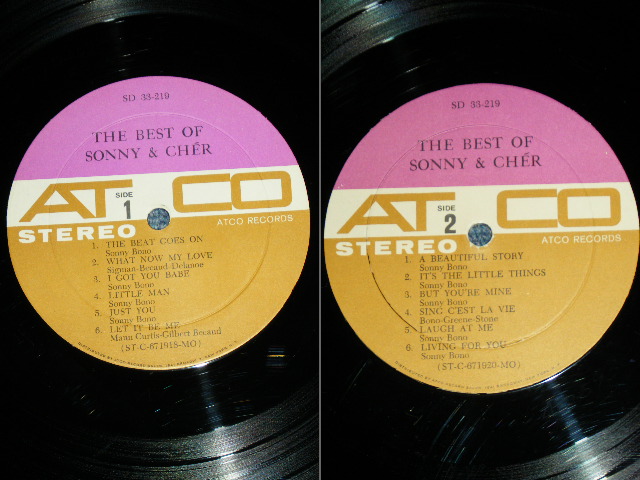 SD 33-219
THE BEST OF
SONNY & CHÉR
ATCO
SIDE
1
STEREO
ATCO RECORDS
1. THE BEAT GOES ON
Sonny Bono
2. WHAT NOW MY LOVE
Sigman-Becaud-Delanoe
3. I GOT YOU BABE
Sonny Bono
4. LITTLE MAN
Sonny Bono
5. JUST YOU
Sonny Bono
6. LET IT BE ME
Mann Curtis-Gilbert Becaud
(ST-C-671918-MO)
SD 33-219
THE BEST OF
SONNY & CHÉR
ATCO
SIDE
2
STEREO
ATCO RECORDS
1. A BEAUTIFUL STORY
Sonny Bono
2. IT'S THE LITTLE THINGS
Sonny Bono
3. BUT YOU'RE MINE
Sonny Bono
4. SING C'EST LA VIE
Bono-Greene-Stone
5. LAUGH AT ME
Sonny Bono
6. LIVING FOR YOU
Sonny Bono
(ST-C-671920-MO)